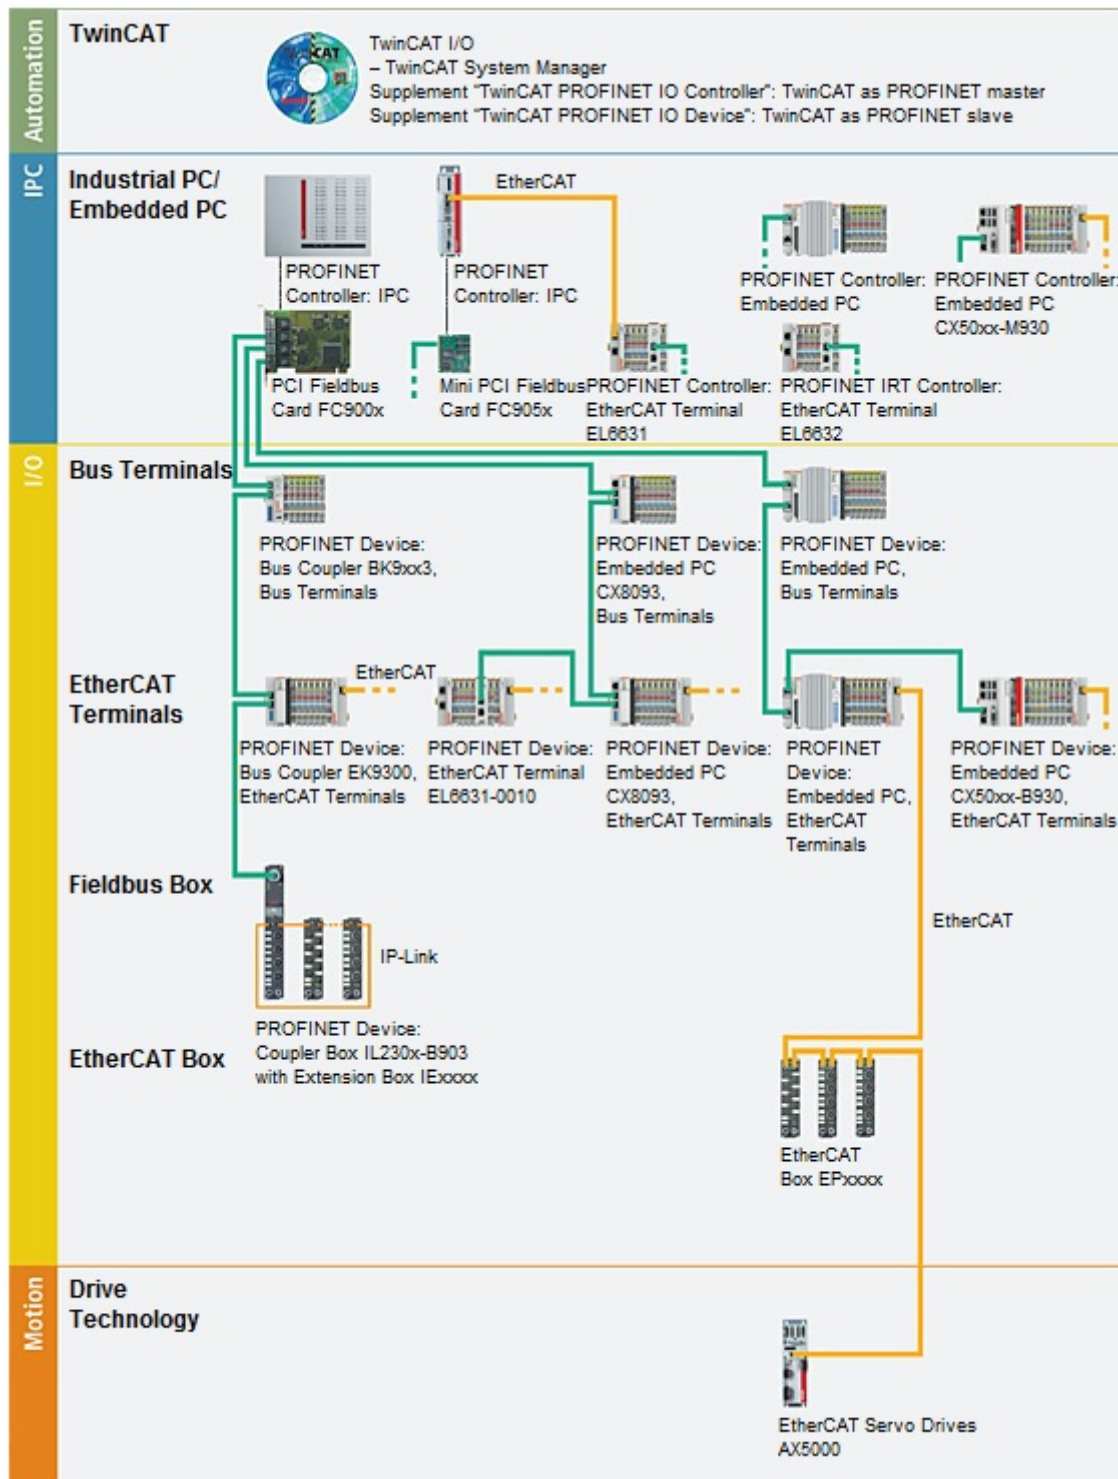 Automation
TwinCAT
TwinCAT I/O
– TwinCAT System Manager
Supplement "TwinCAT PROFINET IO Controller": TwinCAT as PROFINET master
Supplement "TwinCAT PROFINET IO Device": TwinCAT as PROFINET slave
IPC
Industrial PC/
Embedded PC
EtherCAT
PROFINET
Controller: IPC
PROFINET
Controller: IPC
PROFINET Controller:
Embedded PC
PROFINET Controller:
Embedded PC
CX50xx-M930
PCI Fieldbus
Card FC900x
Mini PCI Fieldbus
Card FC905x
PROFINET Controller:
EtherCAT Terminal
EL6631
PROFINET IRT Controller:
EtherCAT Terminal
EL6632
I/O
Bus Terminals
PROFINET Device:
Bus Coupler BK9xx3,
Bus Terminals
PROFINET Device:
Embedded PC
CX8093,
Bus Terminals
PROFINET Device:
Embedded PC,
Bus Terminals
EtherCAT
Terminals
EtherCAT
PROFINET Device:
Bus Coupler EK9300,
EtherCAT Terminals
PROFINET Device:
EtherCAT Terminal
EL6631-0010
PROFINET Device:
Embedded PC
CX8093,
EtherCAT Terminals
PROFINET
Device:
Embedded PC,
EtherCAT
Terminals
PROFINET Device:
Embedded PC
CX50xx-B930,
EtherCAT Terminals
Fieldbus Box
IP-Link
EtherCAT
PROFINET Device:
Coupler Box IL230x-B903
with Extension Box IExxxx
EtherCAT Box
EtherCAT
Box EPxxxx
Motion
Drive
Technology
EtherCAT Servo Drives
AX5000